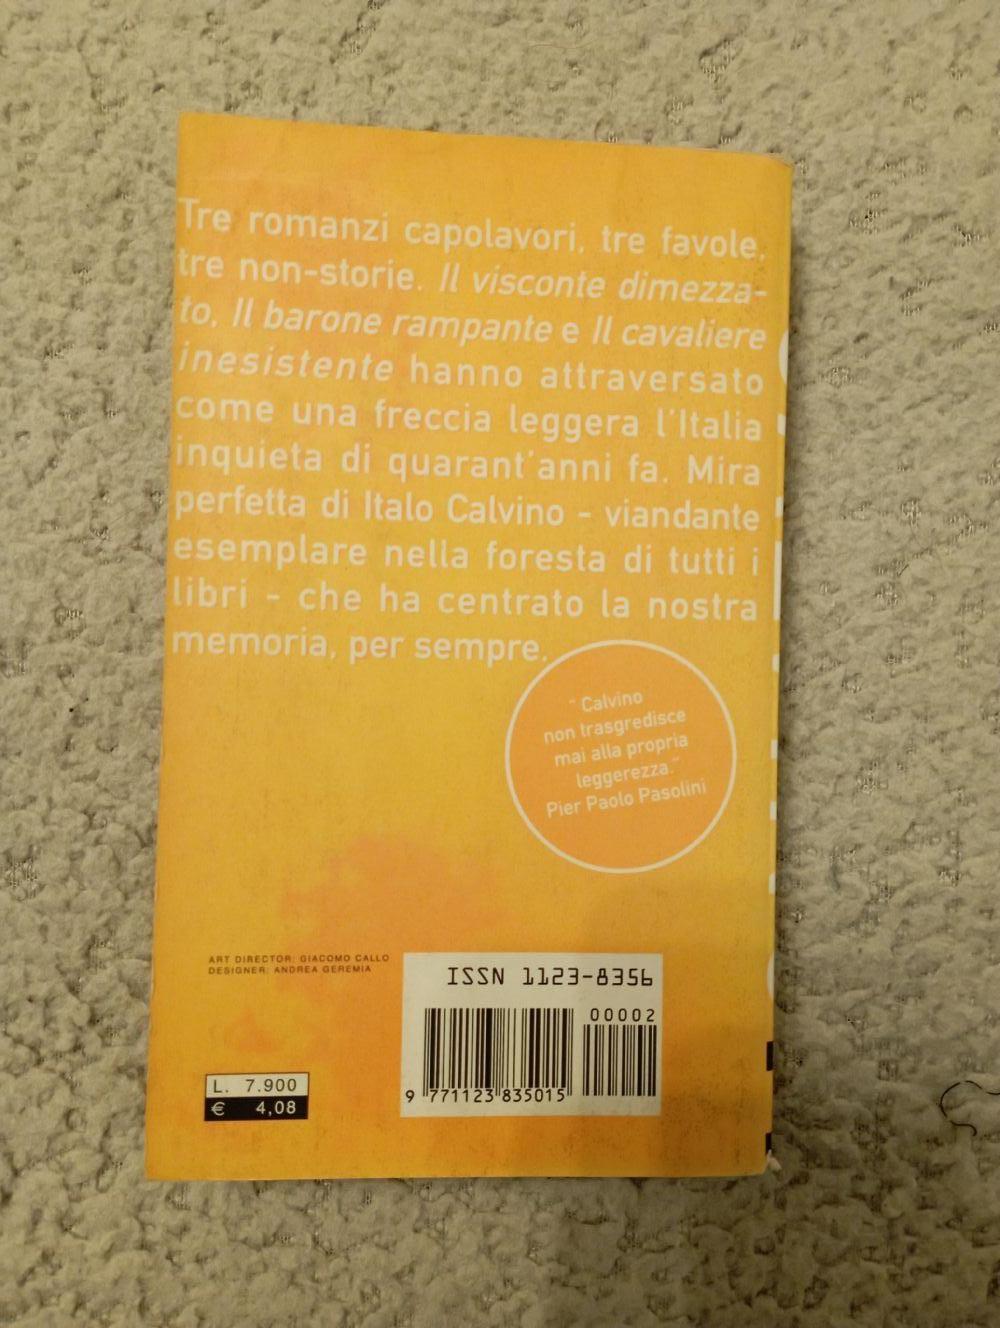 Tre romanzi capolavori, tre favole,
tre non-storie. Il visconte dimezza-
to, Il barone rampante e Il cavaliere
inesistente hanno attraversato
come una freccia leggera l'Italia
inquieta di quarant'anni fa. Mira
perfetta di Italo Calvino - viandante
esemplare nella foresta di tutti i
libri - che ha centrato la nostra
memoria, per sempre.
" Calvino
non trasgredisce
mai alla propria
leggerezza."
Pier Paolo Pasolini
ART DIRECTOR: GIACOMO CALLO
DESIGNER: ANDREA GEREMIA
ISSN 1123-8356
00002
9 771123 835015
L. 7.900
€ 4,08